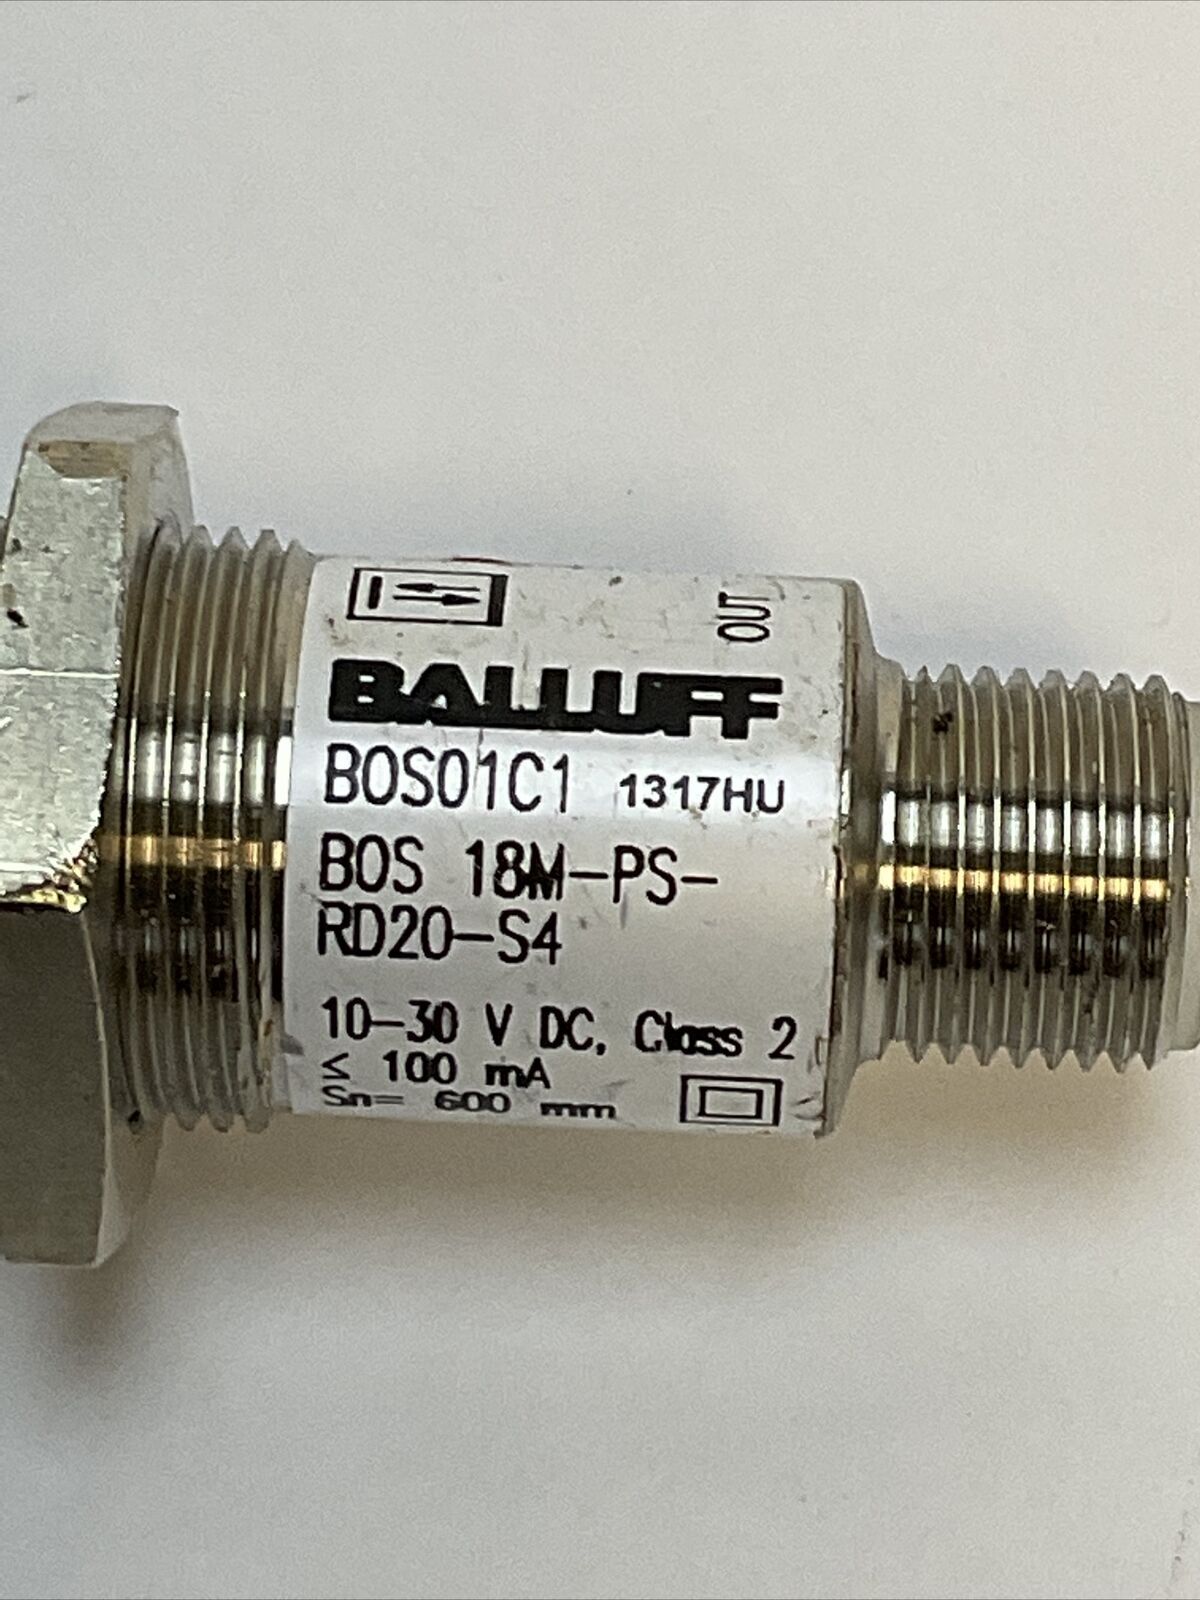 OUT
BALLUFF
BOS01C1 1317HU
BOS 18M-PS-
RD20-S4
10-30 V DC, Class 2
≤ 100 mA
Sn= 600 mm